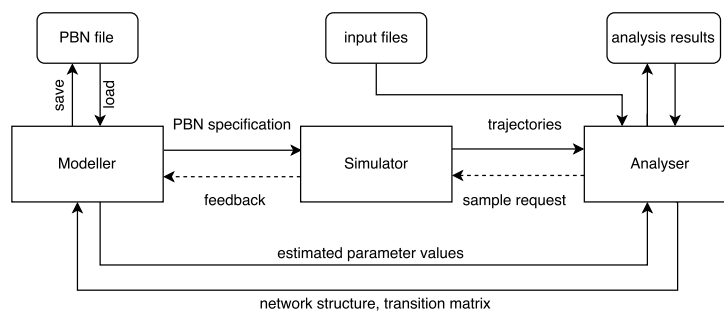 PBN file
input files
analysis results
save
load
PBN specification
trajectories
Modeller
Simulator
Analyser
feedback
sample request
estimated parameter values
network structure, transition matrix